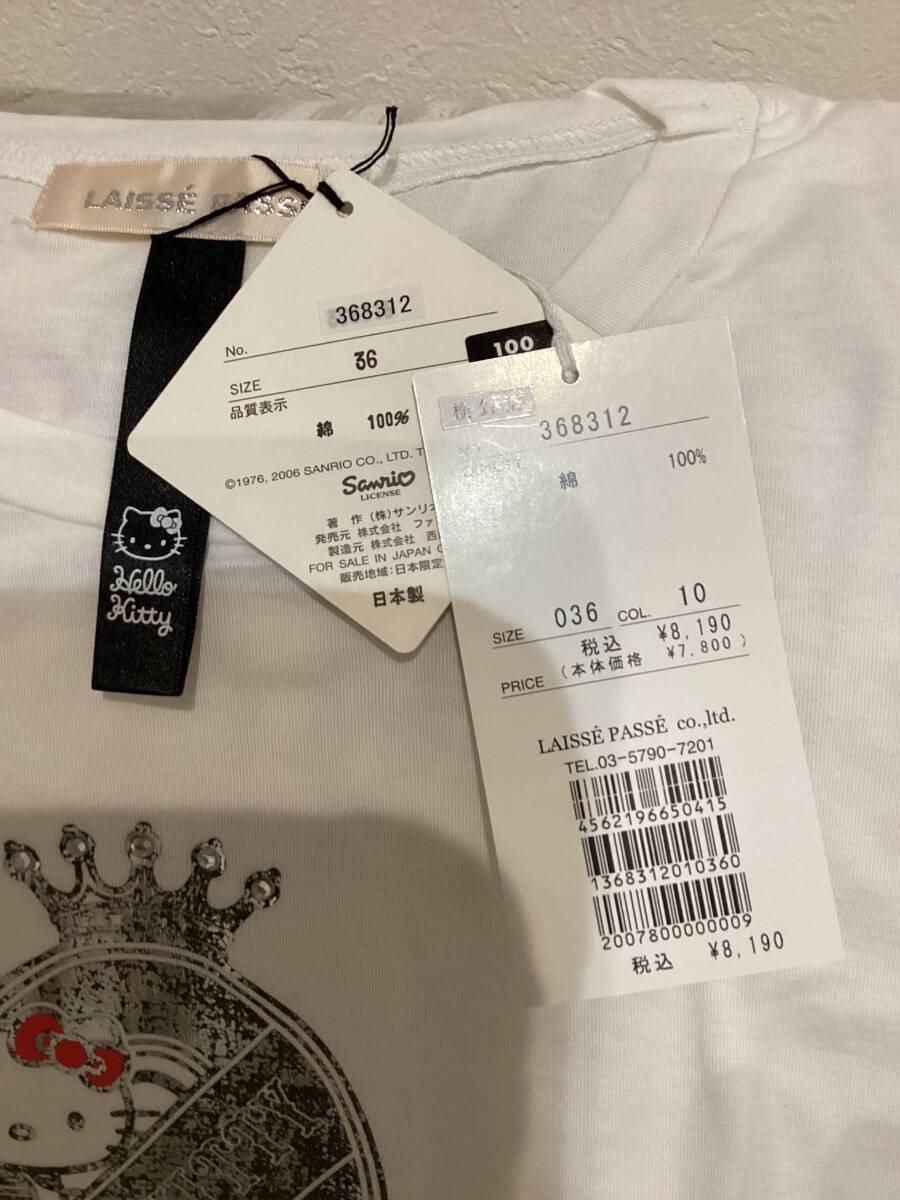 LAISSÉ PASS
368312
No.
36
SIZE
品質表示
綿 100%
©1976, 2006 SANRIO CO., LTD. T
Sanrio
LICENSE
著 作 (株)サンリオ
発売元 株式会社 ファ
製造元 株式会社 西
FOR SALE IN JAPAN O
販売地域:日本限定
日本製
100
Hello
Kitty
368312
綿 100%
SIZE 036 COL. 10
税込 ¥8,190
PRICE (本体価格 ¥7,800)
LAISSÉ PASSÉ co.,ltd.
TEL.03-5790-7201
4562196650415
1368312010360
2007800000009
税込 ¥8,190